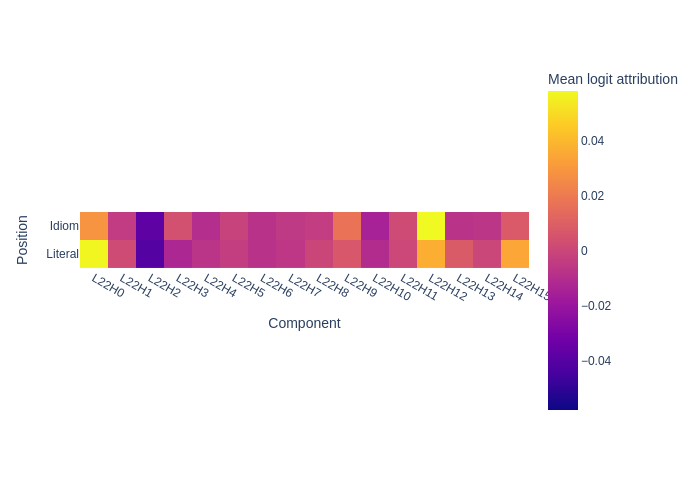 Mean logit attribution
0.04
0.02
0
−0.02
−0.04
Position
Idiom
Literal
L22H0
L22H1
L22H2
L22H3
L22H4
L22H5
L22H6
L22H7
L22H8
L22H9
L22H10
L22H11
L22H12
L22H13
L22H14
L22H15
Component